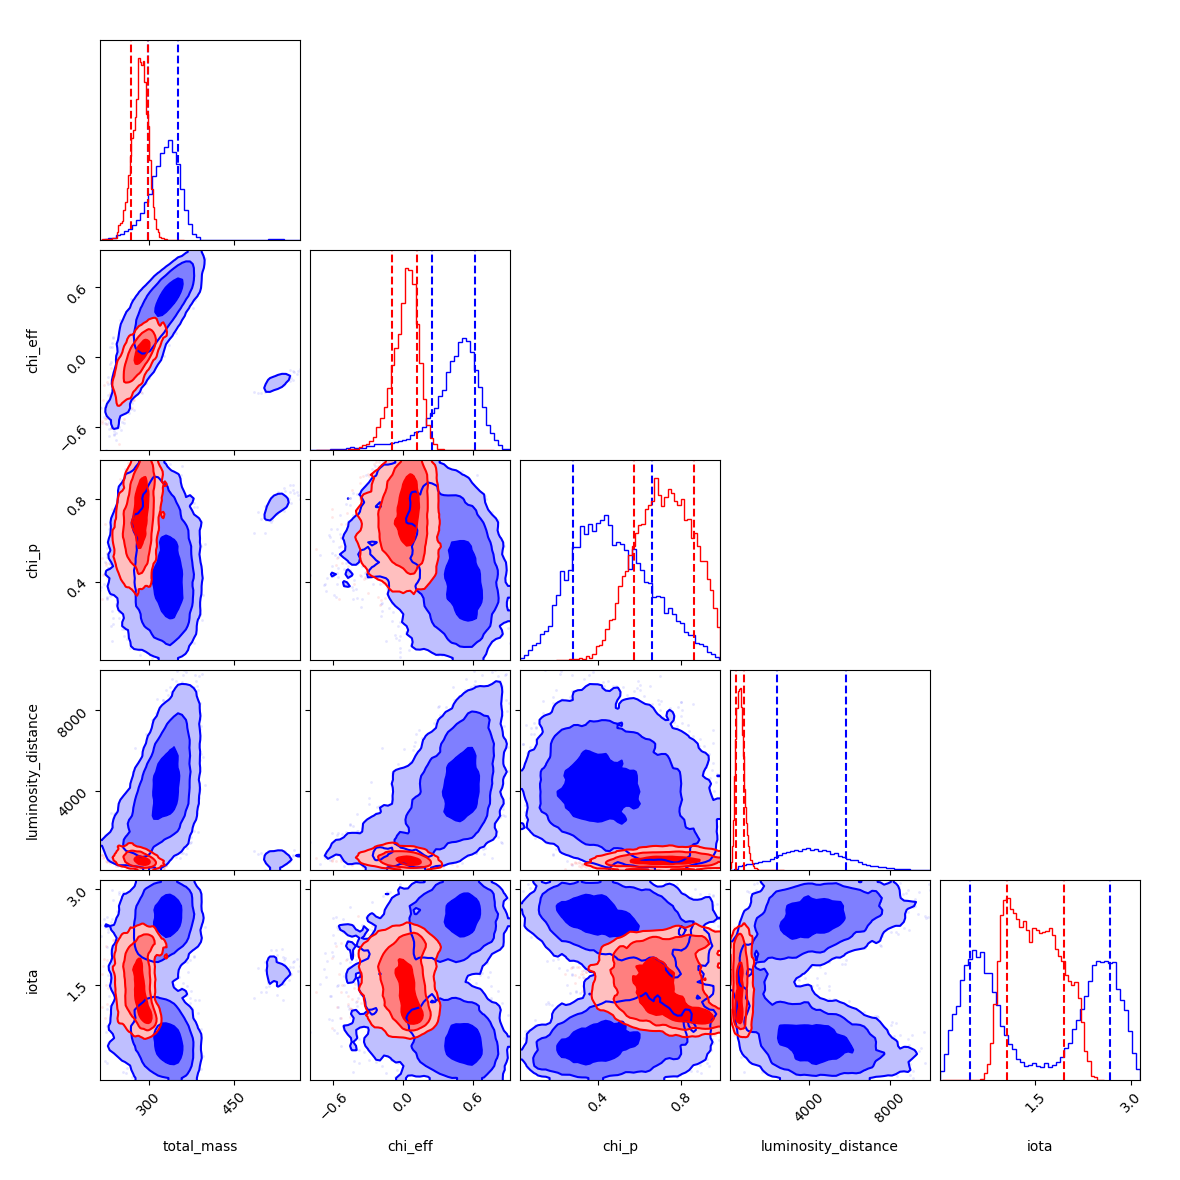 0.6
0.0
−0.6
chi_eff
0.8
0.4
chi_p
8000
4000
luminosity_distance
3.0
1.5
iota
300 450 −0.6 0.0 0.6 0.4 0.8 4000 8000 1.5 3.0
total_mass chi_eff chi_p luminosity_distance iota